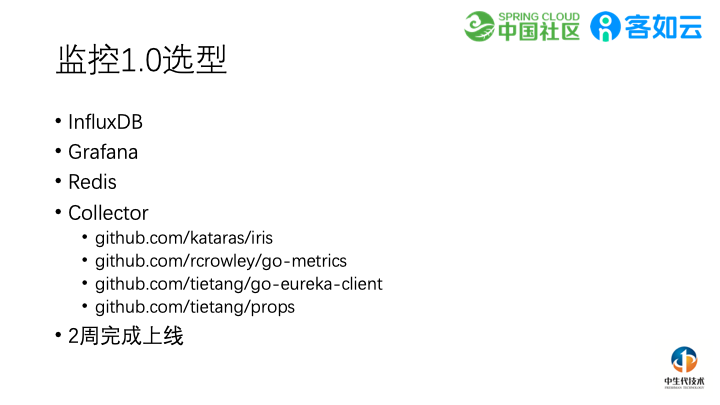 SPRING CLOUD
中国社区
客如云
监控1.0选型
• InfluxDB
• Grafana
• Redis
• Collector
• github.com/kataras/iris
• github.com/rcrowley/go-metrics
• github.com/tietang/go-eureka-client
• github.com/tietang/props
• 2周完成上线
中生代技术